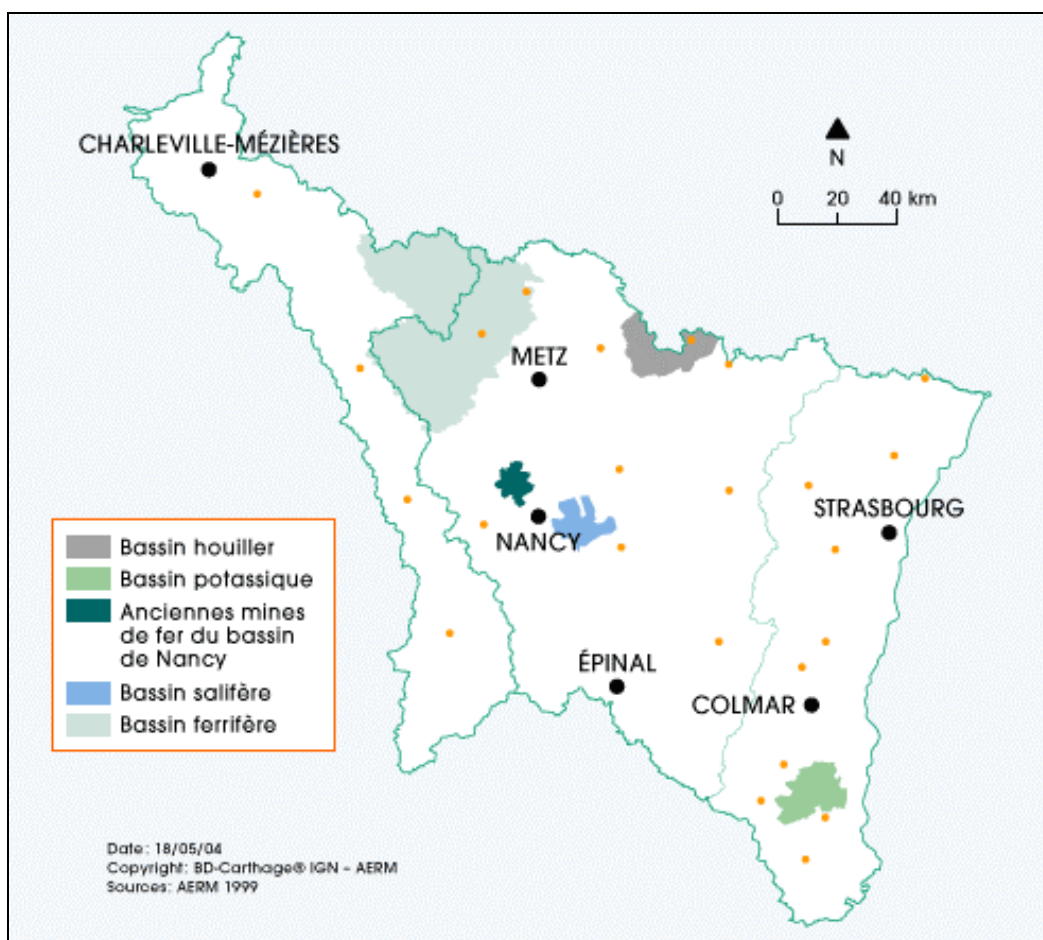 CHARLEVILLE-MÉZIÈRES
N
0 20 40 km
METZ
STRASBOURG
NANCY
ÉPINAL
COLMAR
Bassin houiller
Bassin potassique
Anciennes mines
de fer du bassin
de Nancy
Bassin salifère
Bassin ferrifère
Date: 18/05/04
Copyright: BD-Carthage® IGN - AERM
Sources: AERM 1999